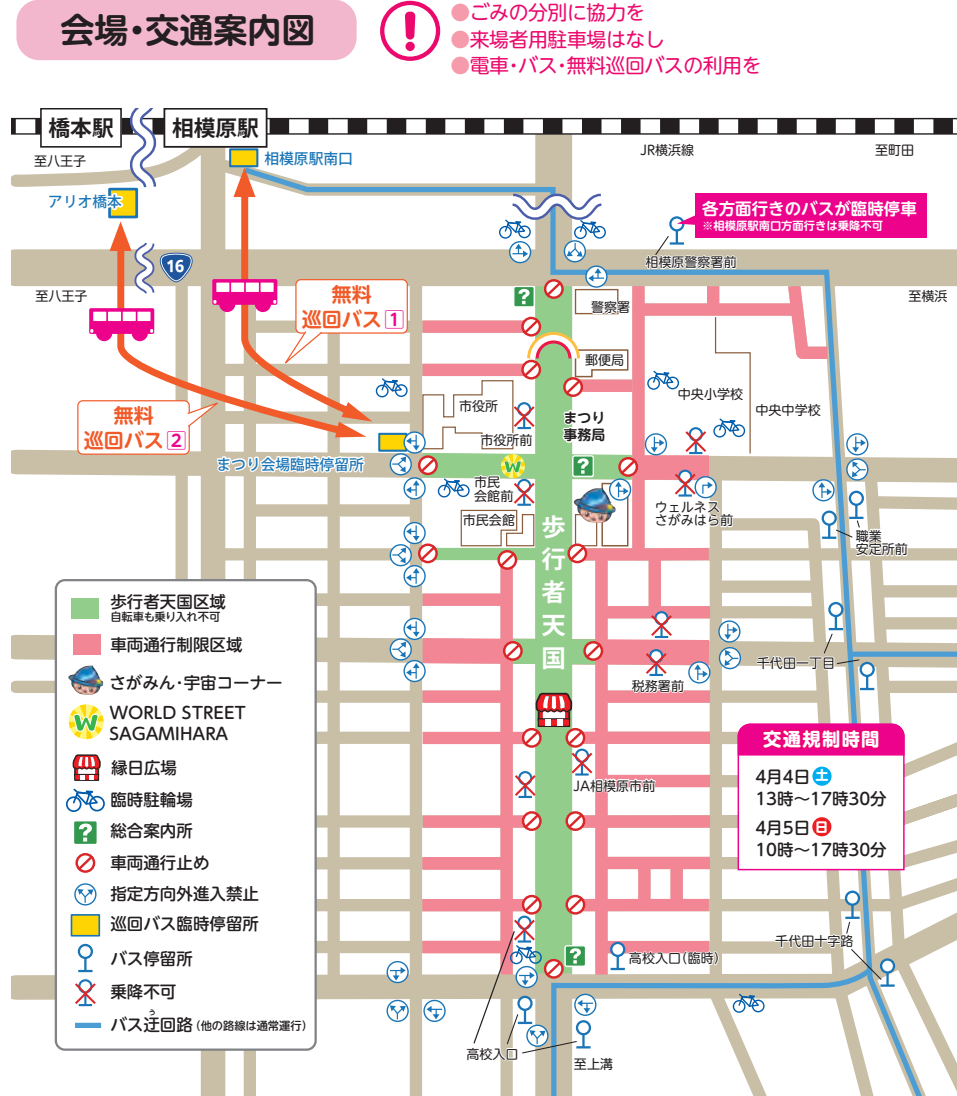 会場・交通案内図
●ごみの分別に協力を
●来場者用駐車場はなし
●電車・バス・無料巡回バスの利用を
橋本駅
相模原駅
至八王子
相模原駅南口
JR横浜線
至町田
アリオ橋本
各方面行きのバスが臨時停車
※相模原駅南口方面行きは乗降不可
相模原警察署前
16
至八王子
至横浜
無料
巡回バス1
?
警察署
郵便局
無料
巡回バス2
市役所
市役所前
まつり
事務局
中央小学校
中央中学校
まつり会場臨時停留所
W
?
市民
会館前
市民会館
ウェルネス
さがみはら前
職業
安定所前
歩行者天国
歩行者天国区域
自転車も乗り入れ不可
車両通行制限区域
さがみん・宇宙コーナー
W
WORLD STREET
SAGAMIHARA
縁日広場
臨時駐輪場
?
総合案内所
車両通行止め
指定方向外進入禁止
巡回バス臨時停留所
バス停留所
乗降不可
う
バス迂回路(他の路線は通常運行)
千代田一丁目
税務署前
交通規制時間
4月4日土
13時〜17時30分
4月5日日
10時〜17時30分
JA相模原市前
千代田十字路
?
高校入口(臨時)
高校入口
至上溝